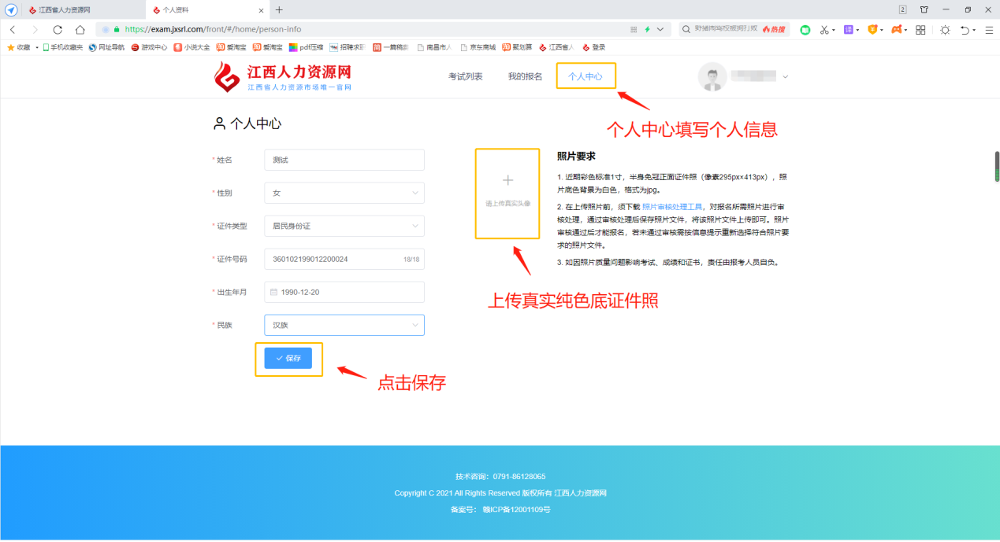 江西省人力资源网
个人资料
2
https://exam.jxsrl.com/front/#/home/person-info
热搜
收藏
手机收藏夹
网址导航
游戏中心
小说大全
爱淘宝
爱淘宝
pdf压缩
招聘求职
一篇稿
南昌市人
京东商城
聚划算
江西省人
登录
江西人力资源网
江西省人力资源市场唯一官网
考试列表
我的报名
个人中心
个人中心填写个人信息
个人中心
* 姓名
测试
* 性别
女
* 证件类型
居民身份证
* 证件号码
360102199012200024
18/18
* 出生年月
1990-12-20
* 民族
汉族
保存
点击保存
请上传真实头像
上传真实纯色底证件照
照片要求
1. 近期彩色标准1寸，半身免冠正面证件照（像素295px×413px），照
片底色背景为白色，格式为jpg。
2. 在上传照片前，须下载 照片审核处理工具，对报名所需照片进行审
核处理，通过审核处理后保存照片文件，将该照片文件上传即可。照片
审核通过后才能报名，若未通过审核需按信息提示重新选择符合照片要
求的照片文件。
3. 如因照片质量问题影响考试、成绩和证书，责任由报考人员自负。
技术咨询：0791-86128065
Copyright C 2021 All Rights Reserved 版权所有 江西人力资源网
备案号： 赣ICP备12001109号